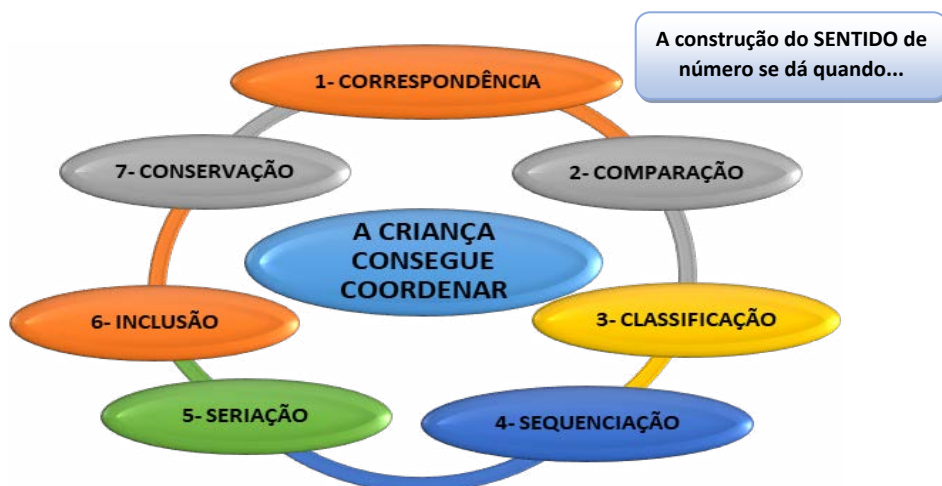 A construção do SENTIDO de
número se dá quando...
1- CORRESPONDÊNCIA
2- COMPARAÇÃO
3- CLASSIFICAÇÃO
4- SEQUENCIAÇÃO
5- SERIAÇÃO
6- INCLUSÃO
7- CONSERVAÇÃO
A CRIANÇA
CONSEGUE
COORDENAR